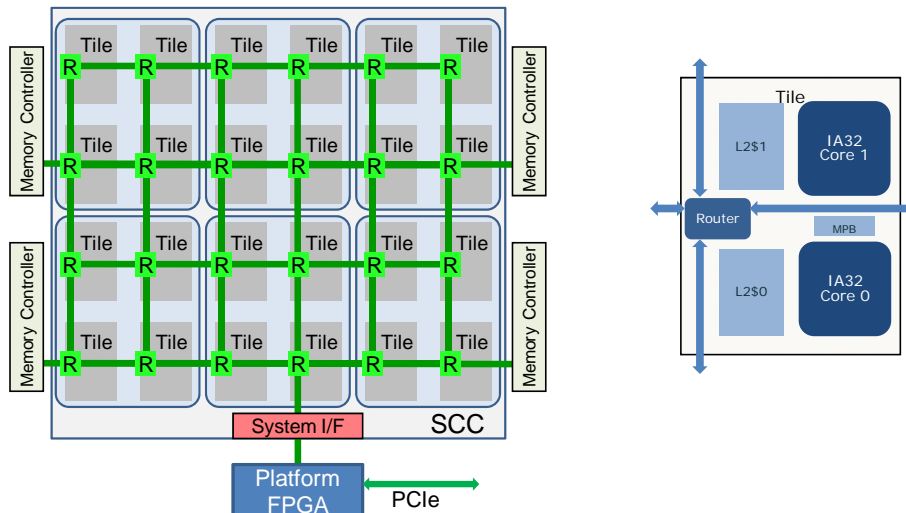 Tile Tile Tile Tile Tile Tile
R R R R R R
Memory Controller
Memory Controller
Tile Tile Tile Tile Tile Tile
R R R R R R
Tile Tile Tile Tile Tile Tile
R R R R R R
Memory Controller
Memory Controller
Tile Tile Tile Tile Tile Tile
R R R R R R
System I/F
SCC
Platform
FPGA
PCIe
Tile
L2$1
IA32
Core 1
Router
MPB
L2$0
IA32
Core 0